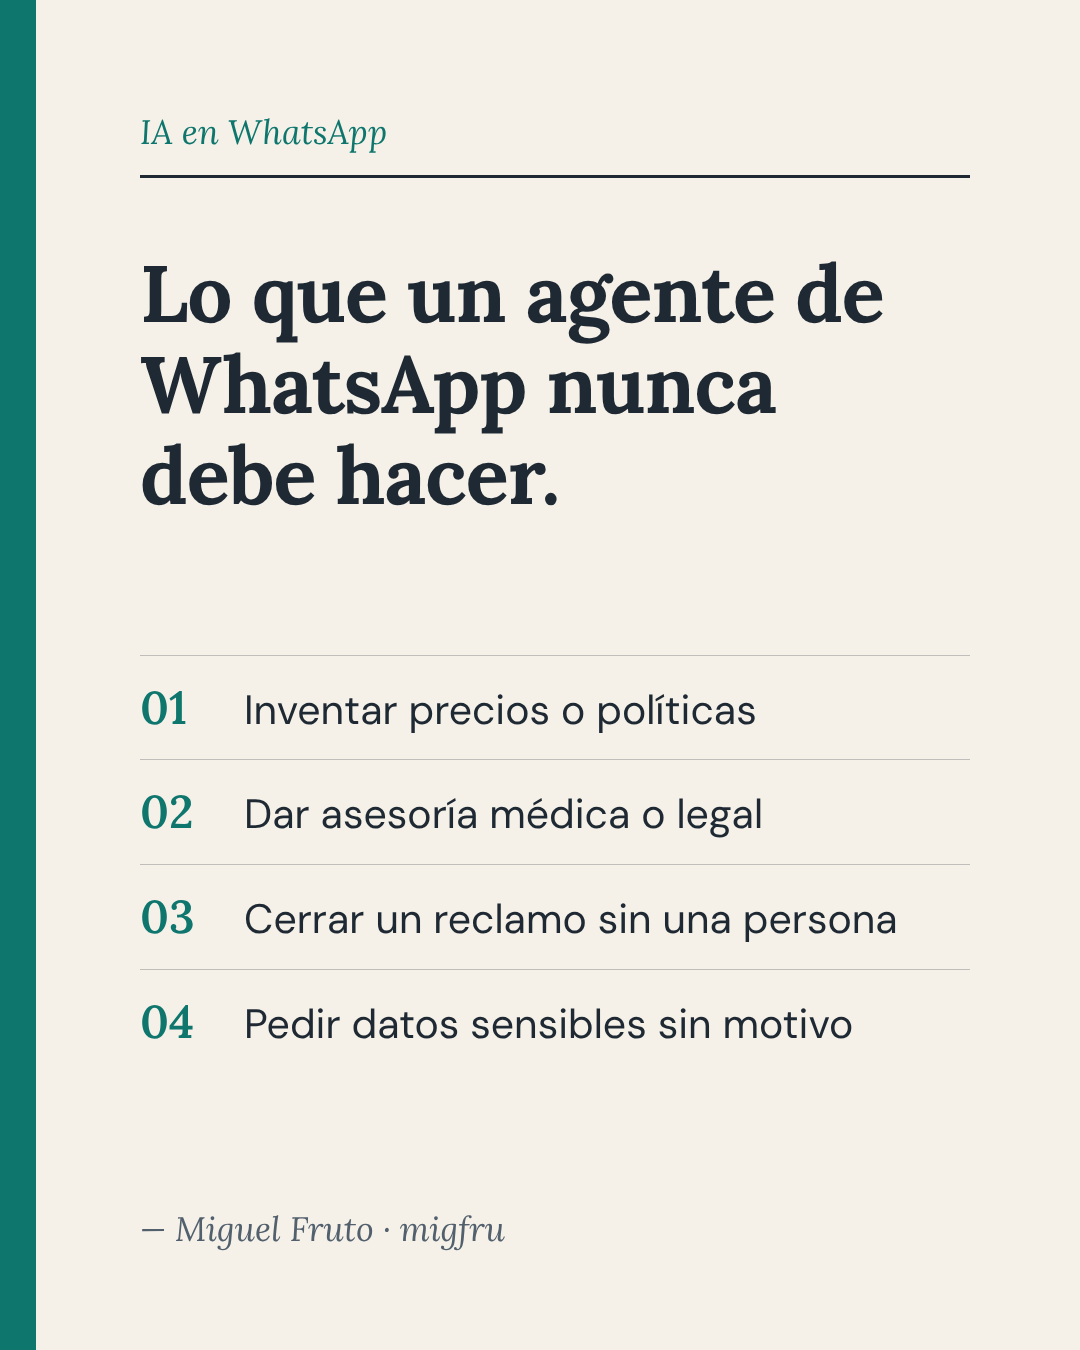 IA en WhatsApp
Lo que un agente de
WhatsApp nunca
debe hacer.
01 Inventar precios o políticas
02 Dar asesoría médica o legal
03 Cerrar un reclamo sin una persona
04 Pedir datos sensibles sin motivo
— Miguel Fruto · migfru